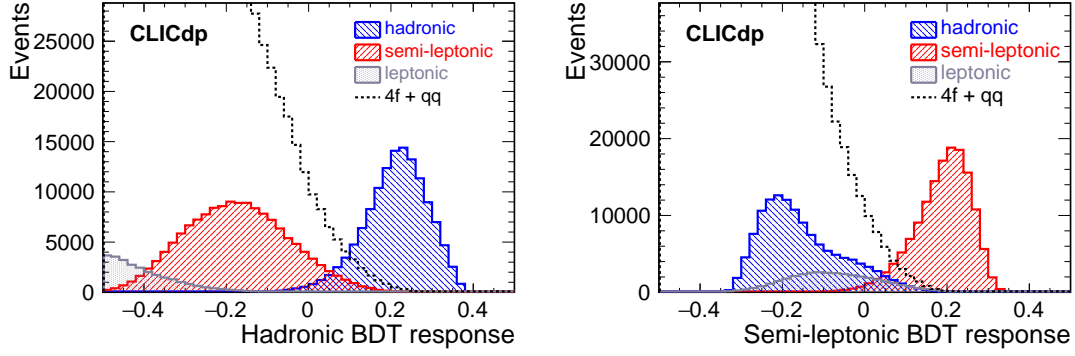 Events
CLICdp
hadronic
semi-leptonic
leptonic
4f + qq
25000
20000
15000
10000
5000
0
−0.4 −0.2 0 0.2 0.4
Hadronic BDT response
Events
CLICdp
hadronic
semi-leptonic
leptonic
4f + qq
30000
20000
10000
0
−0.4 −0.2 0 0.2 0.4
Semi-leptonic BDT response